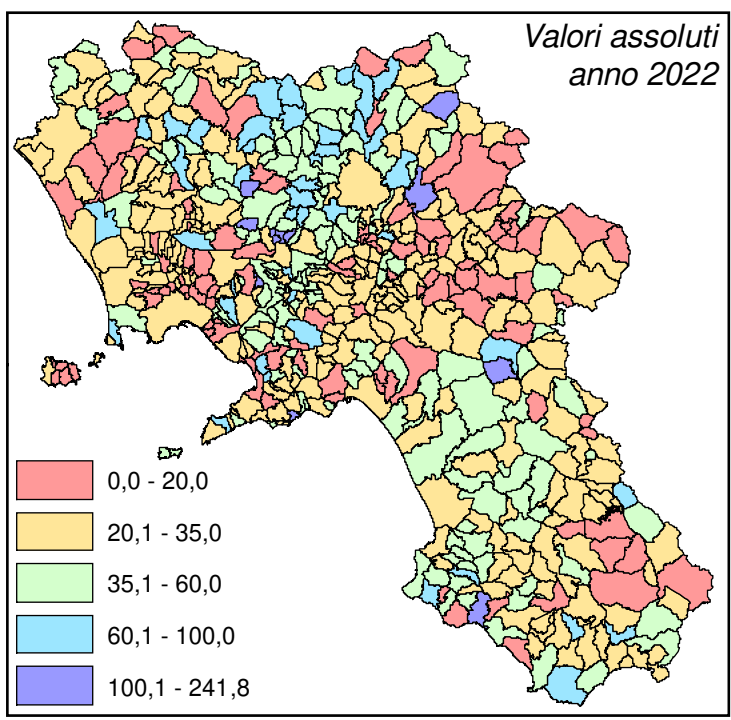 Valori assoluti
anno 2022
0,0 - 20,0
20,1 - 35,0
35,1 - 60,0
60,1 - 100,0
100,1 - 241,8